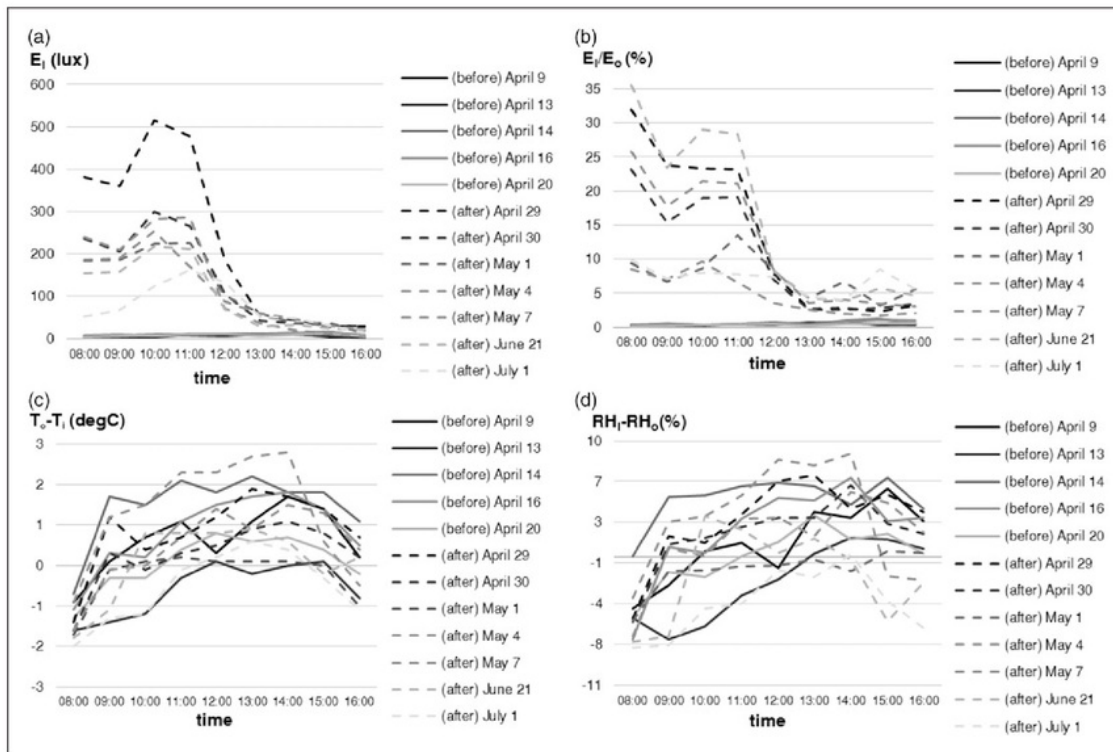 (a)
E_I (lux)
600
500
400
300
200
100
0
08:00 09:00 10:00 11:00 12:00 13:00 14:00 15:00 16:00
time
(before) April 9
(before) April 13
(before) April 14
(before) April 16
(before) April 20
(after) April 29
(after) April 30
(after) May 1
(after) May 4
(after) May 7
(after) June 21
(after) July 1
(b)
E_I/E_o (%)
35
30
25
20
15
10
5
0
08:00 09:00 10:00 11:00 12:00 13:00 14:00 15:00 16:00
time
(before) April 9
(before) April 13
(before) April 14
(before) April 16
(before) April 20
(after) April 29
(after) April 30
(after) May 1
(after) May 4
(after) May 7
(after) June 21
(after) July 1
(c)
T_o-T_i (degC)
3
2
1
0
-1
-2
-3
08:00 09:00 10:00 11:00 12:00 13:00 14:00 15:00 16:00
time
(before) April 9
(before) April 13
(before) April 14
(before) April 16
(before) April 20
(after) April 29
(after) April 30
(after) May 1
(after) May 4
(after) May 7
(after) June 21
(after) July 1
(d)
RH_I-RH_o(%)
10
7
3
-1
-4
-8
-11
08:00 09:00 10:00 11:00 12:00 13:00 14:00 15:00 16:00
time
(before) April 9
(before) April 13
(before) April 14
(before) April 16
(before) April 20
(after) April 29
(after) April 30
(after) May 1
(after) May 4
(after) May 7
(after) June 21
(after) July 1